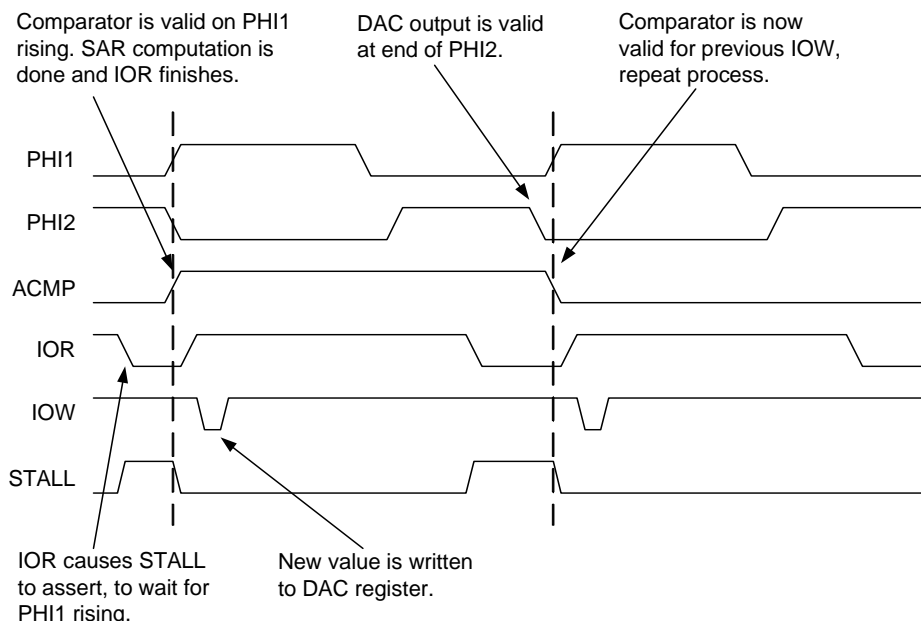 Comparator is valid on PHI1
rising. SAR computation is
done and IOR finishes.
DAC output is valid
at end of PHI2.
Comparator is now
valid for previous IOW,
repeat process.
PHI1
PHI2
ACMP
IOR
IOW
STALL
IOR causes STALL
to assert, to wait for
PHI1 rising.
New value is written
to DAC register.